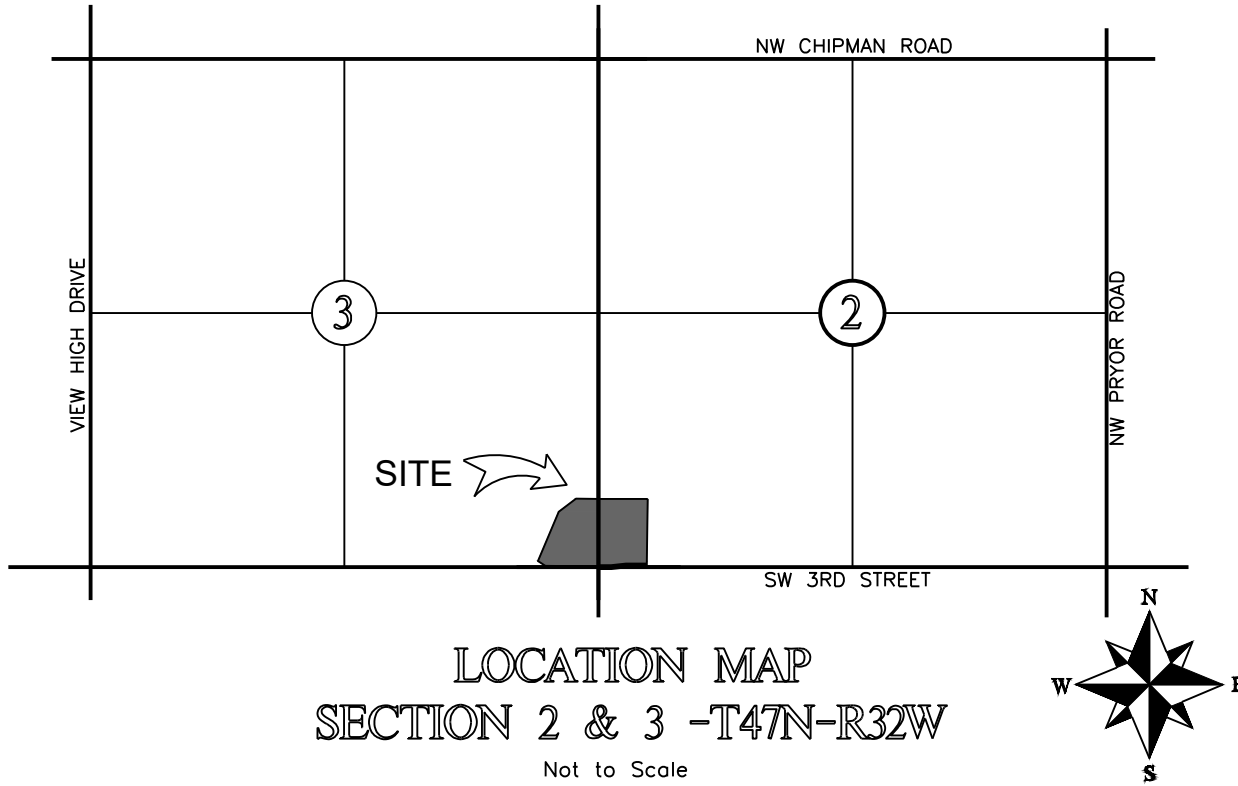 NW CHIPMAN ROAD
VIEW HIGH DRIVE
3
2
NW PRYOR ROAD
SITE
SW 3RD STREET
N
W
E
S
LOCATION MAP
SECTION 2 & 3 -T47N-R32W
Not to Scale